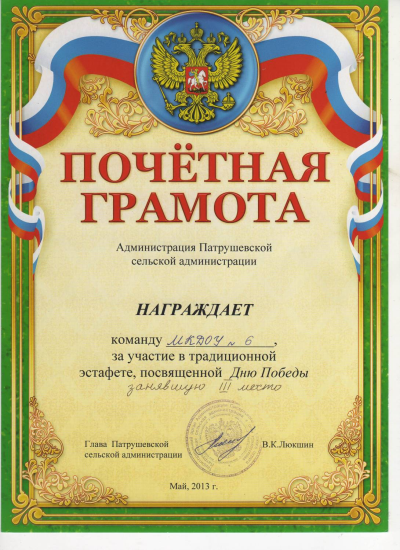 ПОЧЁТНАЯ
ГРАМОТА
Администрация Патрушевской
сельской администрации
НАГРАЖДАЕТ
команду МКДОУ № 6,
за участие в традиционной
эстафете, посвященной Дню Победы
занявшую III место
Глава Патрушевской
сельской администрации
В.К.Люкшин
Май, 2013 г.